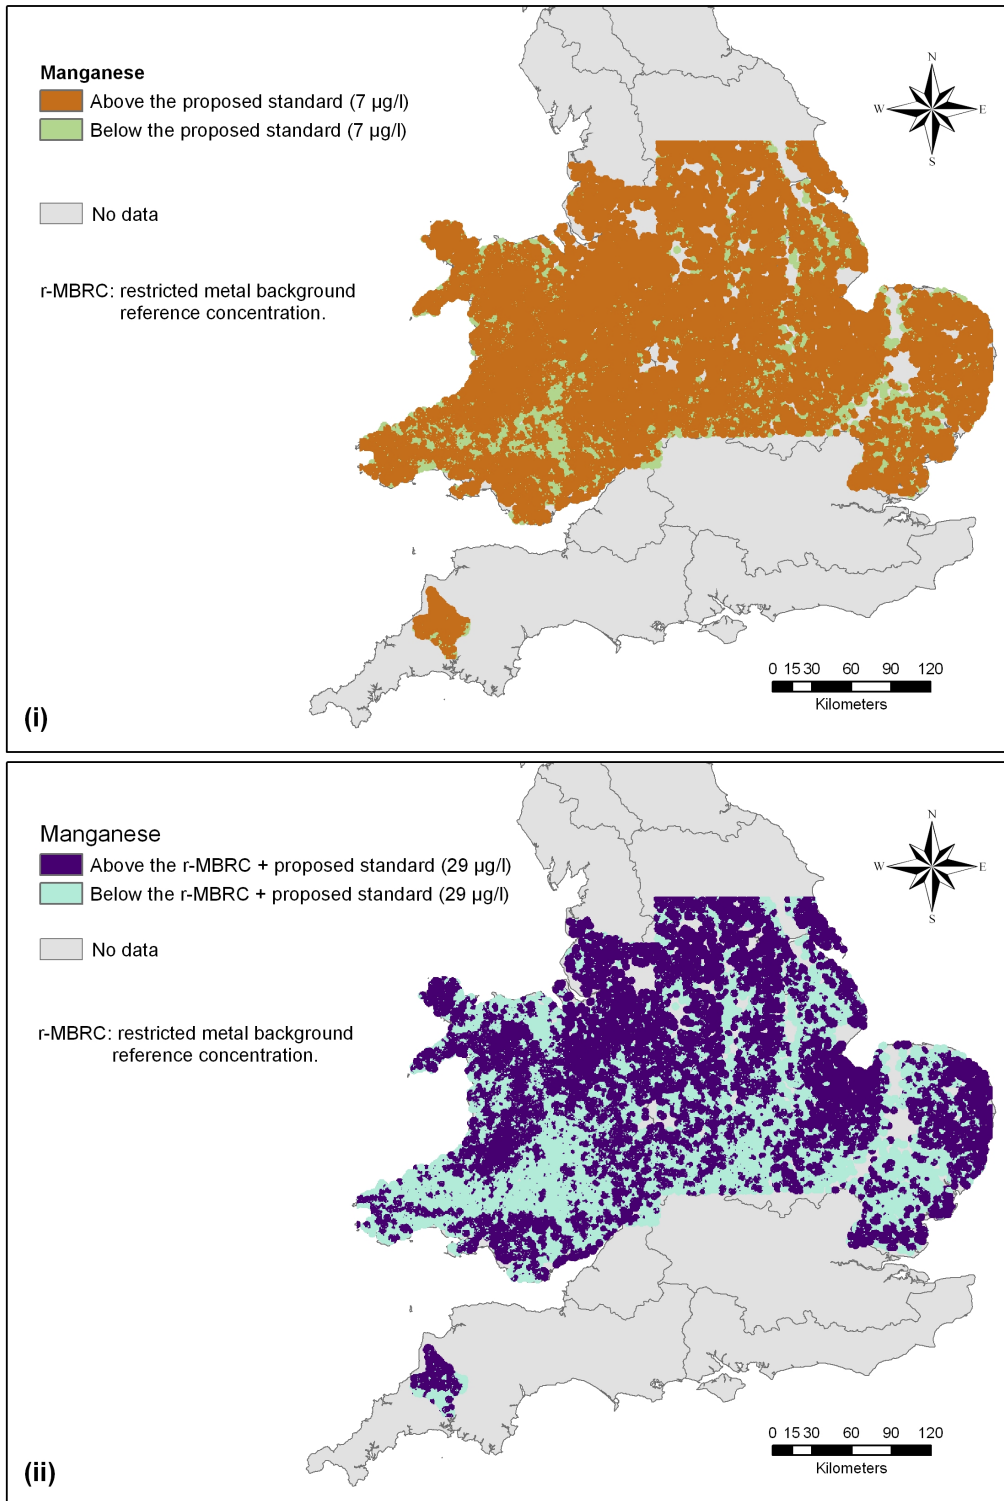 Manganese
Above the proposed standard (7 µg/l)
Below the proposed standard (7 µg/l)
No data
r-MBRC: restricted metal background
reference concentration.
N
W E
S
0 15 30 60 90 120
Kilometers
(i)
Manganese
Above the r-MBRC + proposed standard (29 µg/l)
Below the r-MBRC + proposed standard (29 µg/l)
No data
r-MBRC: restricted metal background
reference concentration.
N
W E
S
0 15 30 60 90 120
Kilometers
(ii)